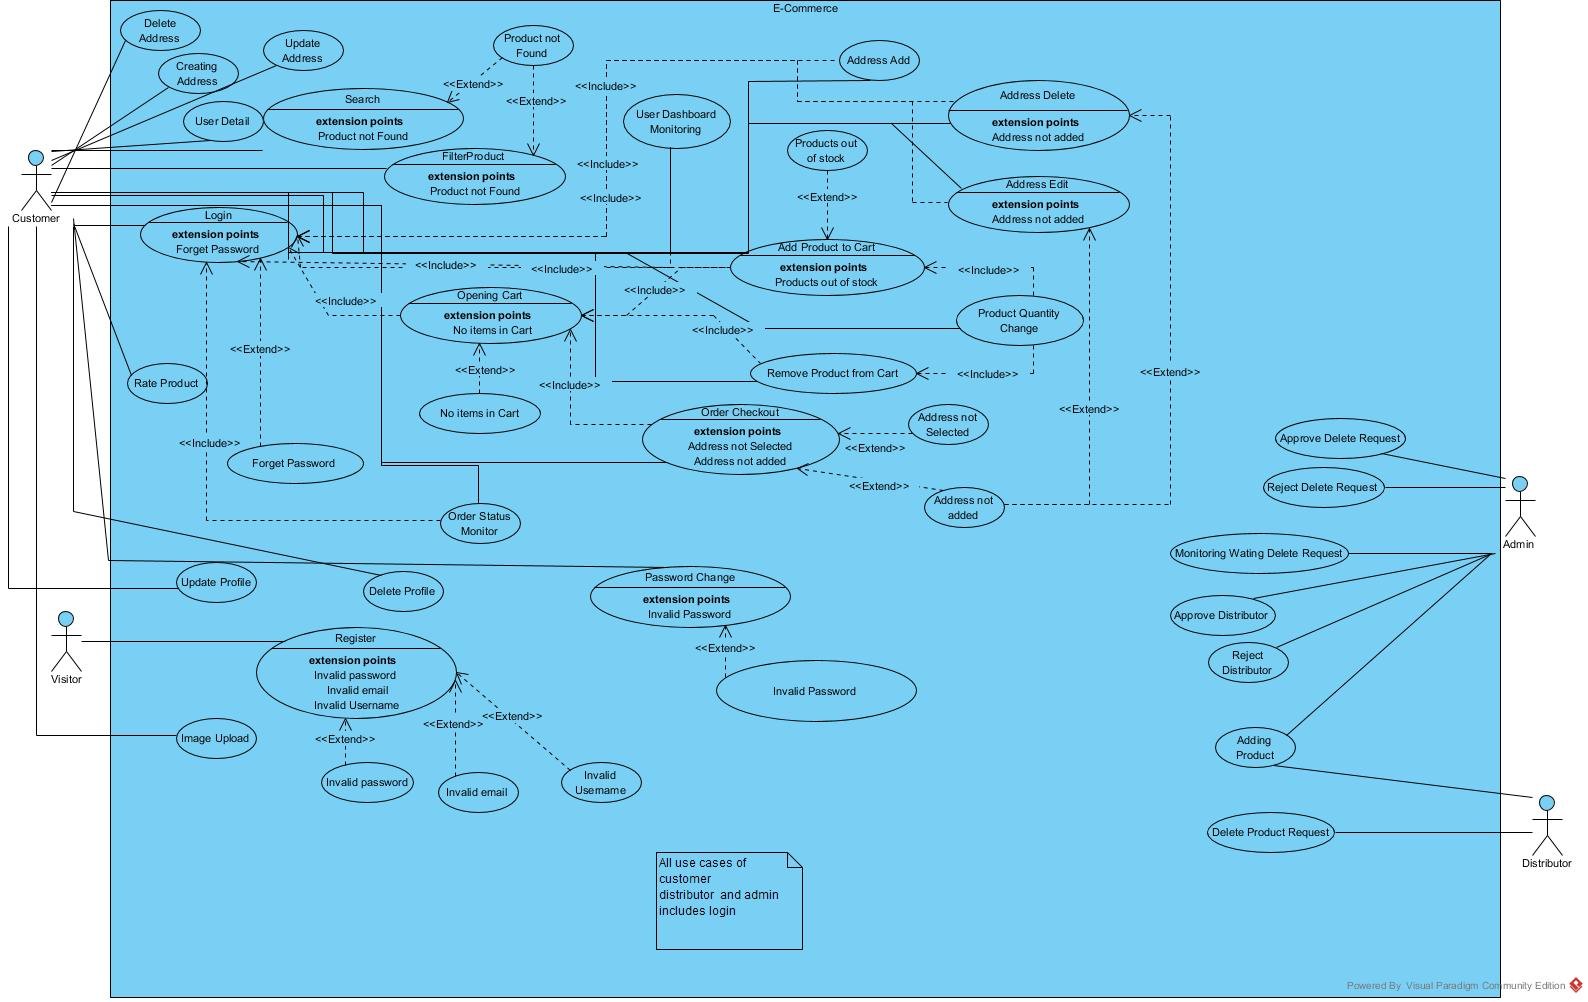 E-Commerce
Delete
Address
Creating
Address
Update
Address
User Detail
Search
extension points
Product not Found
Product not
Found
<<Extend>>
<<Extend>>
FilterProduct
extension points
Product not Found
<<Include>>
<<Include>>
<<Include>>
User Dashboard
Monitoring
Address Add
Products out
of stock
<<Extend>>
Address Delete
extension points
Address not added
Address Edit
extension points
Address not added
Customer
Login
extension points
Forget Password
<<Include>>
<<Include>>
<<Include>>
<<Include>>
Add Product to Cart
extension points
Products out of stock
<<Include>>
Opening Cart
extension points
No items in Cart
<<Include>>
Product Quantity
Change
<<Extend>>
<<Extend>>
<<Include>>
Remove Product from Cart
<<Include>>
<<Extend>>
<<Extend>>
Rate Product
No items in Cart
Order Checkout
extension points
Address not Selected
Address not added
Address not
Selected
<<Extend>>
<<Include>>
Forget Password
<<Extend>>
Address not
added
Order Status
Monitor
Approve Delete Request
Reject Delete Request
Admin
Monitoring Wating Delete Request
Update Profile
Delete Profile
Password Change
extension points
Invalid Password
<<Extend>>
Invalid Password
Approve Distributor
Reject
Distributor
Visitor
Register
extension points
Invalid password
Invalid email
Invalid Username
<<Extend>>
<<Extend>>
<<Extend>>
Image Upload
Invalid password
Invalid email
Invalid
Username
Adding
Product
Delete Product Request
Distributor
All use cases of
customer
distributor  and admin
includes login
Powered By Visual Paradigm Community Edition